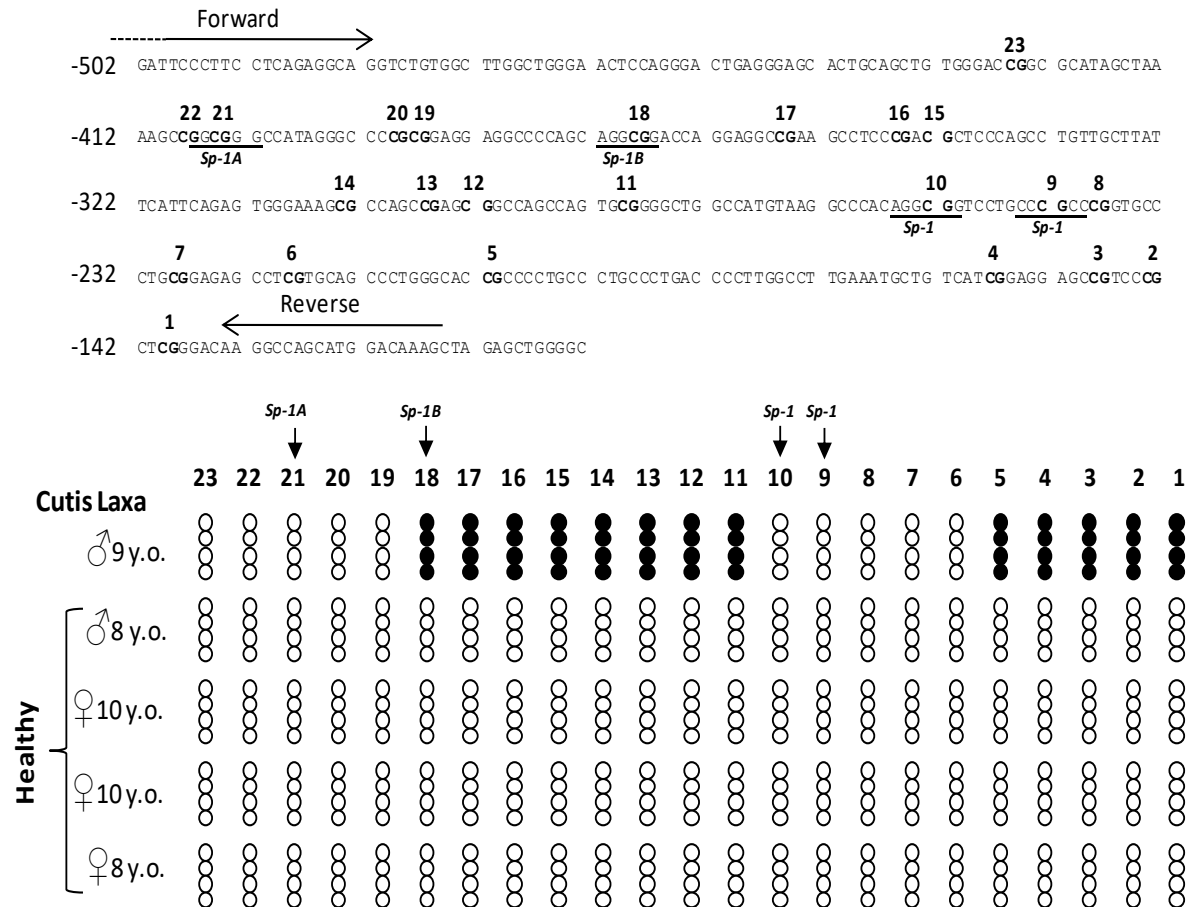 Forward
23
-502 GATTCCCTTC CTCAGAGGCA GGTCTGTGGC TTGGCTGGGA ACTCCAGGGA CTGAGGGAGC ACTGCAGCTG TGGGACCGGC GCATAGCTAA
22 21 20 19 18 17 16 15
-412 AAGCCGGCGGG GCCATAGGGC CCCGCGGAGG AGGCCCCAGC AGGCGGACCA GGAGGCCGAA GCCTCCCGAC GCTCCCAGCC TGTTGCTTAT
Sp-1A Sp-1B
14 13 12 11 10 9 8
-322 TCATTCAGAG TGGGAAAGCG CCAGCCGAGC GGCCAGCCAG TGCGGGGCTG GCCATGTAAG GCCCACAGGC GGTCCTGCCC GCCCGGTGCC
Sp-1 Sp-1
7 6 5 4 3 2
-232 CTGCGGAGAG CCTCGTGCAG CCCTGGGCAC CGCCCCTGCC CTGCCCTGAC CCCTTGGCCT TGAAATGCTG TCATCGGAGG AGCCGTCCCG
1 Reverse
-142 CTCGGGACAA GGCCAGCATG GACAAAGCTA GAGCTGGGGC
Sp-1A Sp-1B Sp-1 Sp-1
23 22 21 20 19 18 17 16 15 14 13 12 11 10 9 8 7 6 5 4 3 2 1
Cutis Laxa
♂9 y.o.
Healthy
♂8 y.o.
♀10 y.o.
♀10 y.o.
♀8 y.o.